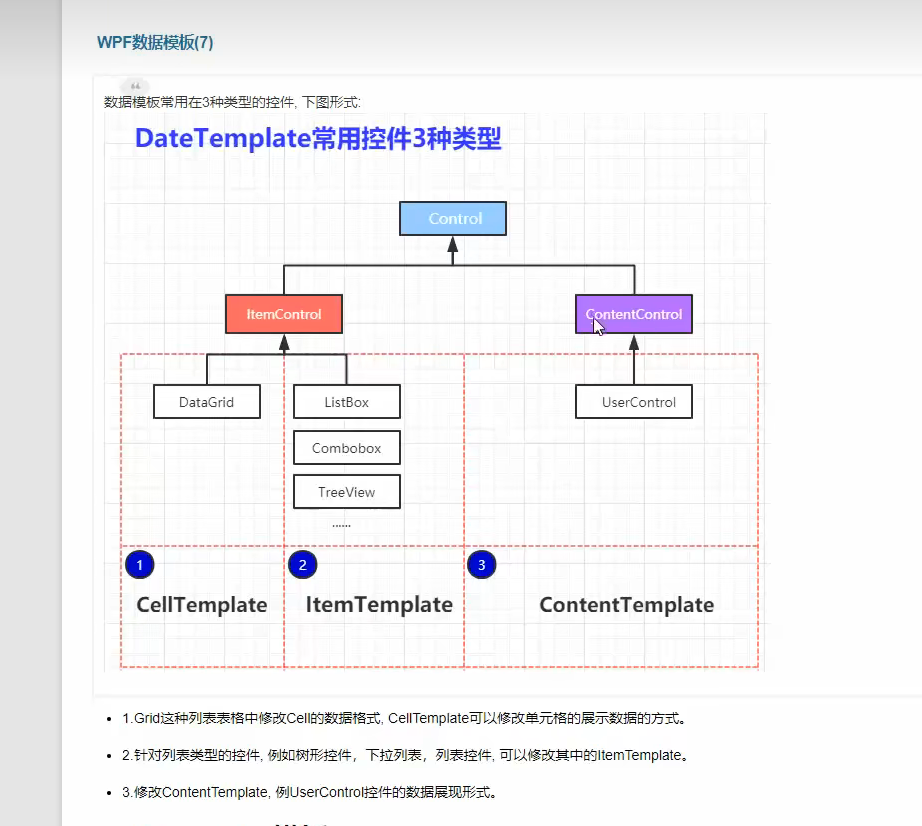 WPF数据模板(7)
数据模板常用在3种类型的控件, 下图形式:
DateTemplate常用控件3种类型
Control
ItemControl
ContentControl
DataGrid
ListBox
UserControl
Combobox
TreeView
......
1
2
3
CellTemplate
ItemTemplate
ContentTemplate
1.Grid这种列表表格中修改Cell的数据格式, CellTemplate可以修改单元格的展示数据的方式。
2.针对列表类型的控件, 例如树形控件，下拉列表，列表控件, 可以修改其中的ItemTemplate。
3.修改ContentTemplate, 例UserControl控件的数据展现形式。